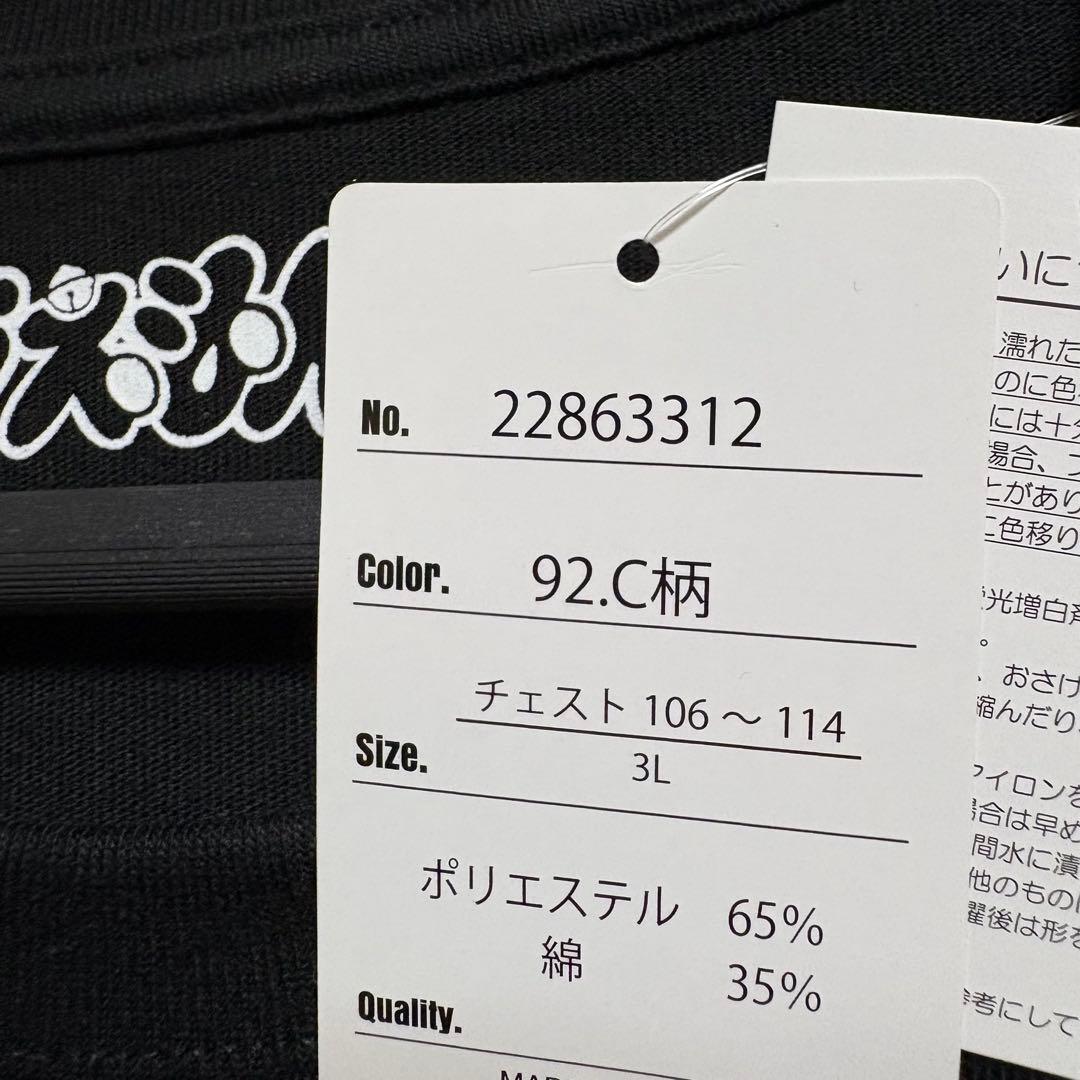 No. 22863312
Color. 92.C柄
チェスト 106 ～ 114
Size.
3L
ポリエステル 65%
綿 35%
Quality.
いに
濡れた
のに色
には十分
場合、
とがあり
に色移り
光増白剤
。
、おさけ
縮んだり
アイロンを
場合は早め
間水に漬
他のもの
濯後は形を
参考にして